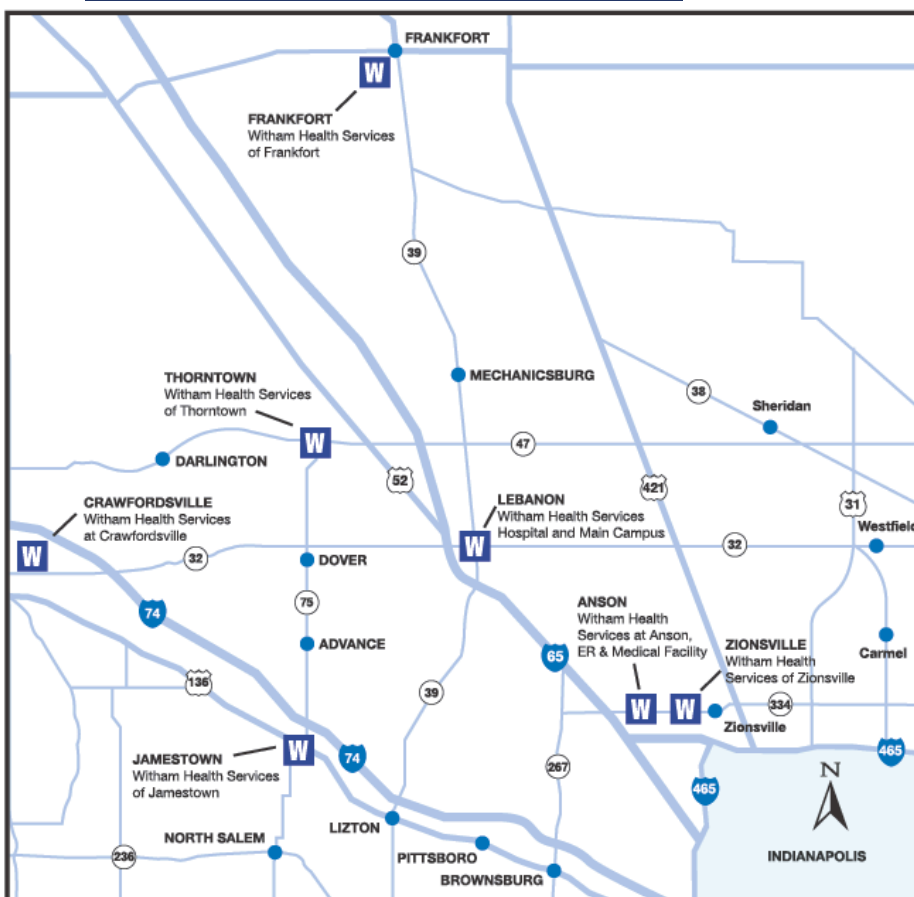 FRANKFORT
W
FRANKFORT
Witham Health Services
of Frankfort
39
MECHANICSBURG
THORNTOWN
Witham Health Services
of Thorntown
38
Sheridan
W
47
DARLINGTON
52
421
31
CRAWFORDSVILLE
Witham Health Services
at Crawfordsville
LEBANON
Witham Health Services
Hospital and Main Campus
Westfield
W
32
DOVER
W
32
75
74
ANSON
Witham Health
Services at Anson,
ER & Medical Facility
ZIONSVILLE
Witham Health
Services of Zionsville
ADVANCE
65
Carmel
136
39
W
W
334
Zionsville
JAMESTOWN
Witham Health Services
of Jamestown
W
74
267
465
465
N
LIZTON
NORTH SALEM
PITTSBORO
236
BROWNSBURG
INDIANAPOLIS